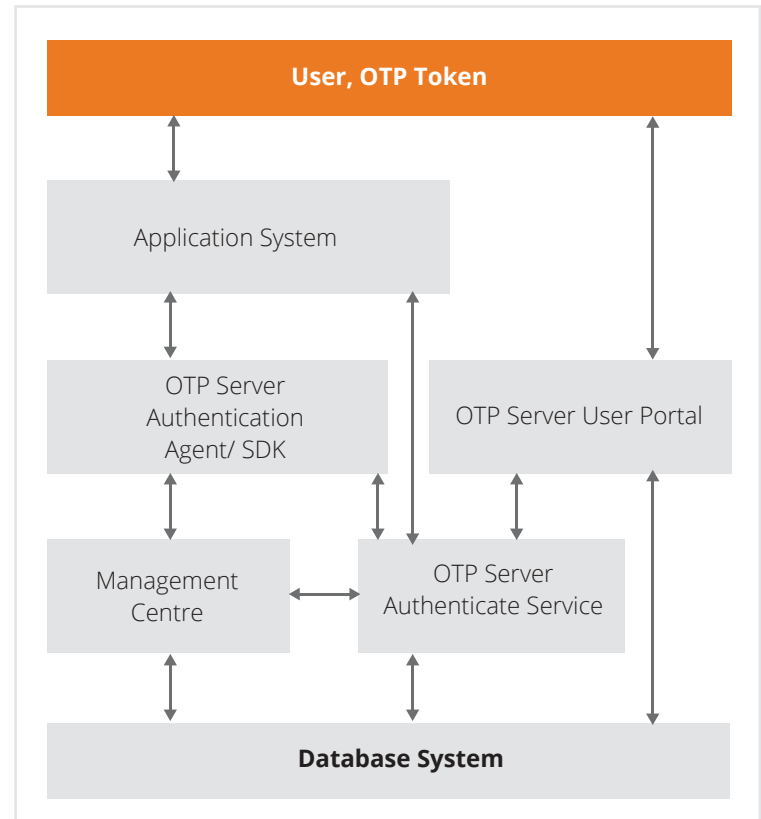 User, OTP Token
Application System
OTP Server
Authentication
Agent/ SDK
OTP Server User Portal
Management
Centre
OTP Server
Authenticate Service
Database System